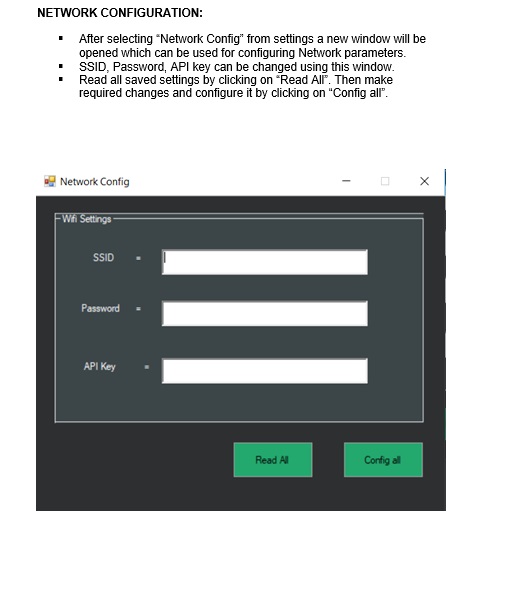 NETWORK CONFIGURATION:
▪ After selecting “Network Config” from settings a new window will be
opened which can be used for configuring Network parameters.
▪ SSID, Password, API key can be changed using this window.
▪ Read all saved settings by clicking on “Read All”. Then make
required changes and configure it by clicking on “Config all”.
Network Config
Wifi Settings
SSID =
Password =
API Key =
Read All Config all